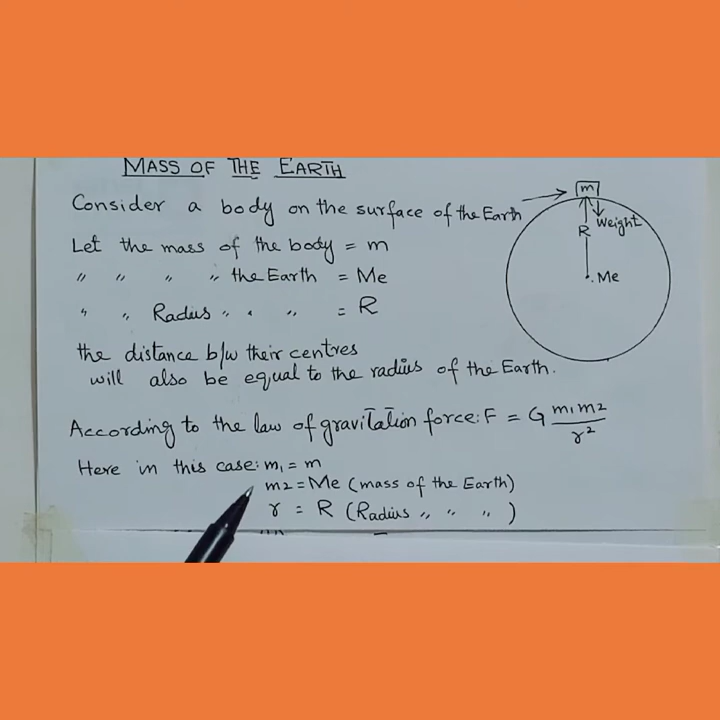 MASS OF THE EARTH
Consider a body on the surface of the Earth
Let the mass of the body = m
" " " " the Earth = Me
" " Radius " " " = R
the distance b/w their centres
will also be equal to the radius of the Earth.
According to the law of gravitation force: F = G m1m2/r²
Here in this case: m1 = m
m2 = Me (mass of the Earth)
r = R (Radius " " " )
m
Weight
R
Me